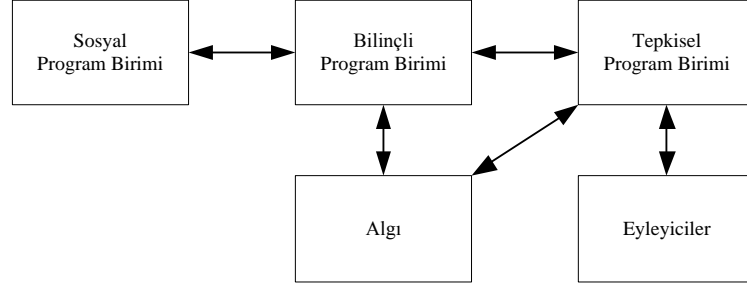 Sosyal
Program Birimi
Bilinçli
Program Birimi
Tepkisel
Program Birimi
Algı
Eyleyiciler